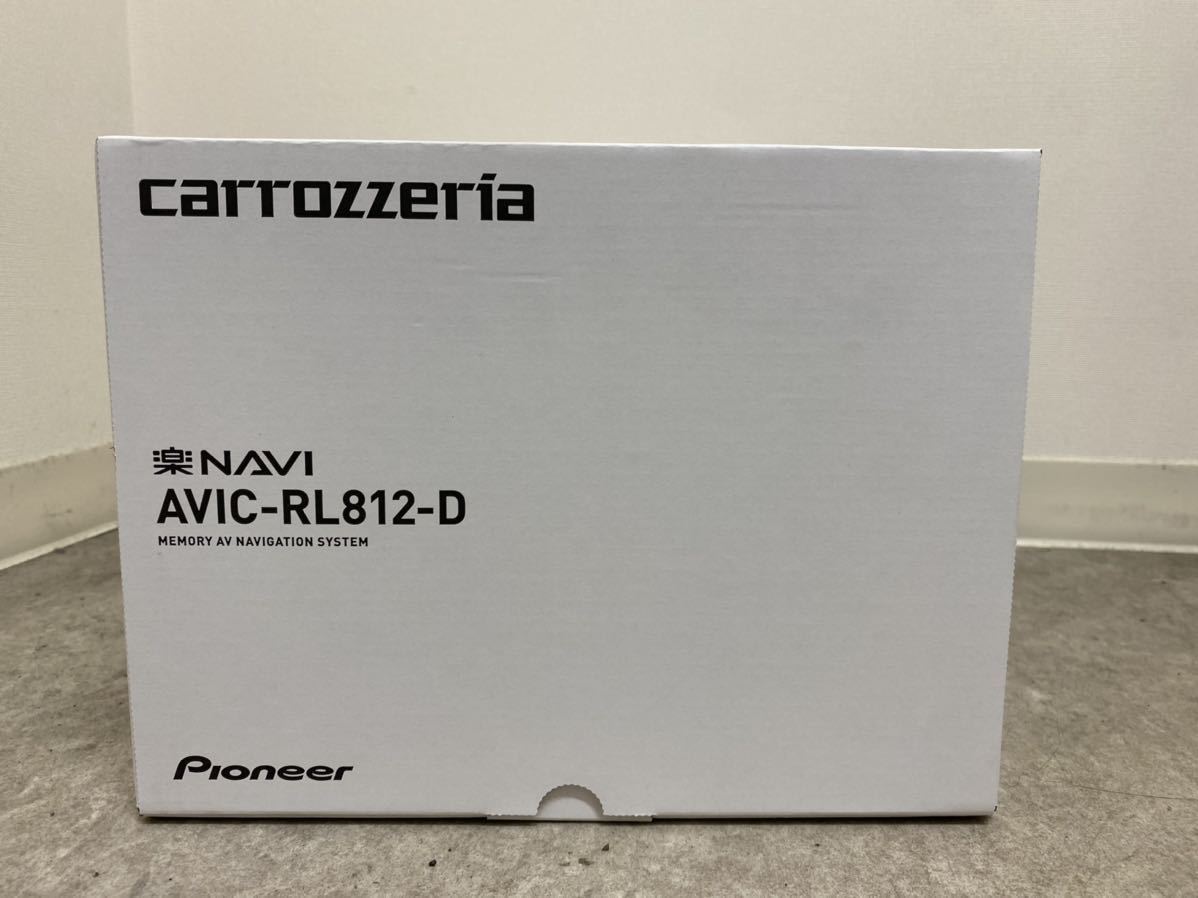 carrozzeria
楽NAVI
AVIC-RL812-D
MEMORY AV NAVIGATION SYSTEM
Pioneer